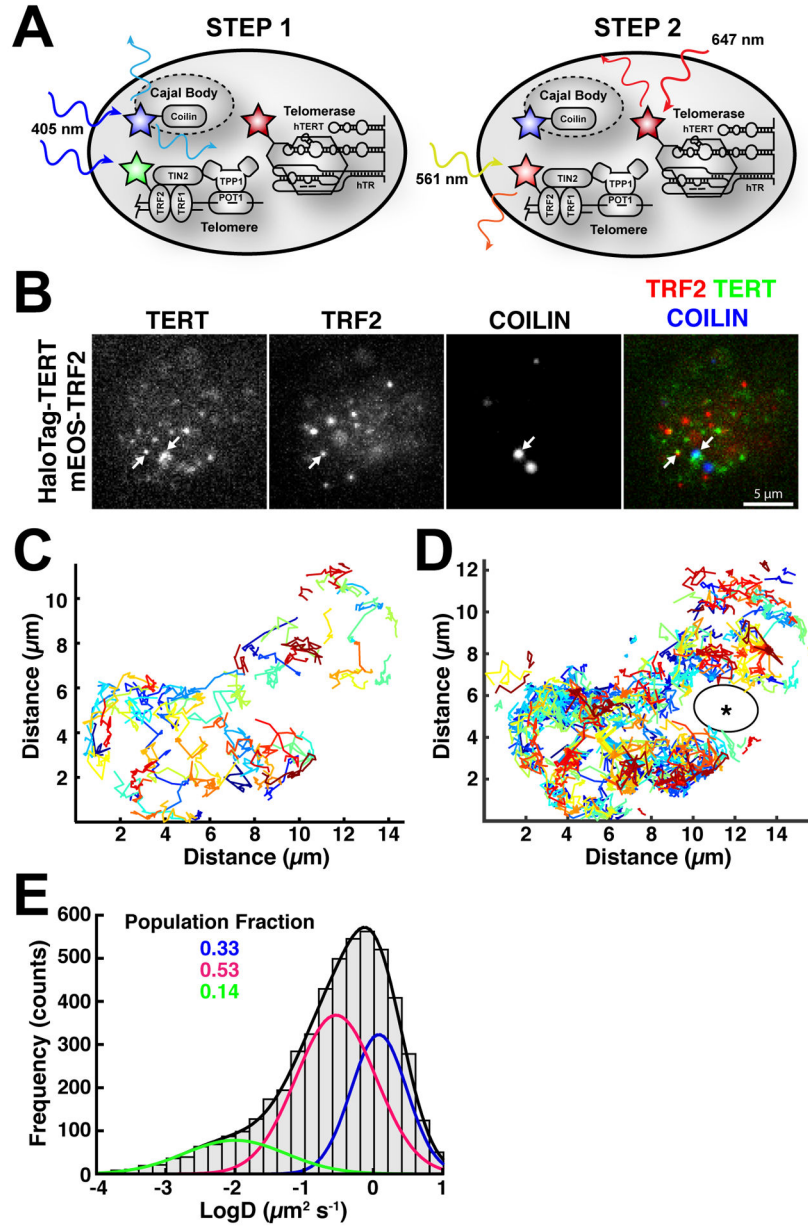 A
STEP 1
STEP 2
647 nm
Cajal Body
Coilin
405 nm
Telomerase
hTERT
hTR
TIN2
TPP1
TRF2
TRF1
POT1
Telomere
Cajal Body
Coilin
Telomerase
hTERT
hTR
561 nm
TIN2
TPP1
TRF2
TRF1
POT1
Telomere
B
TRF2 TERT
TERT
TRF2
COILIN
COILIN
HaloTag-TERT
mEOS-TRF2
5 µm
C
Distance (µm)
10
8
6
4
2
2 4 6 8 10 12 14
Distance (µm)
D
Distance (µm)
12
10
8
6
4
2
*
2 4 6 8 10 12 14
Distance (µm)
E
Population Fraction
0.33
0.53
0.14
Frequency (counts)
600
500
400
300
200
100
0
-4 -3 -2 -1 0 1
LogD (µm² s⁻¹)